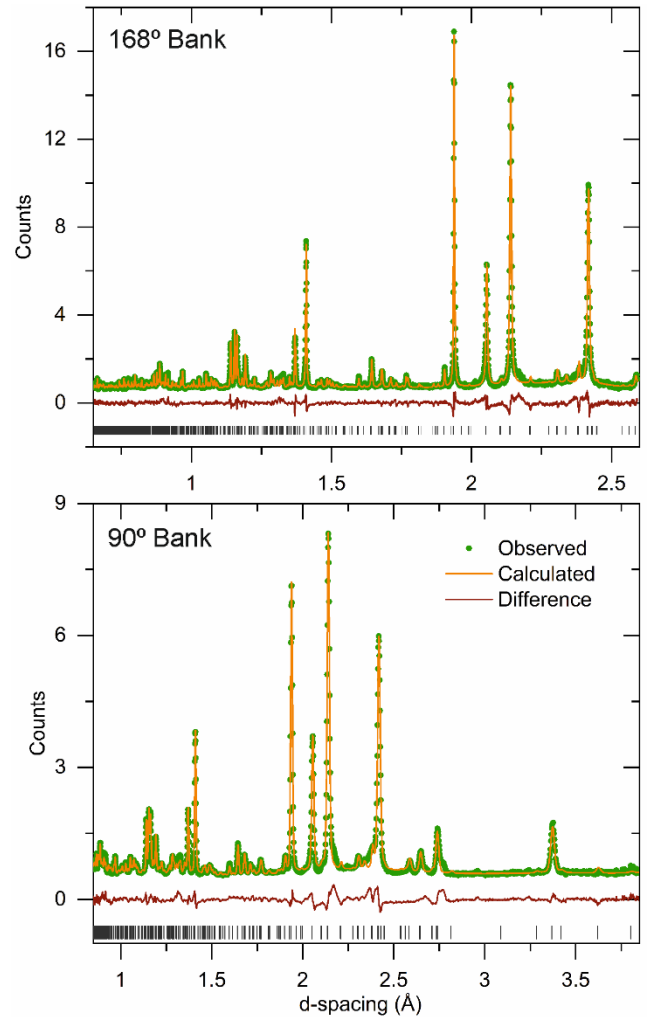 168º Bank
16
12
8
4
0
Counts
1 1.5 2 2.5
90º Bank
Observed
Calculated
Difference
9
6
3
0
Counts
1 1.5 2 2.5 3 3.5
d-spacing (Å)